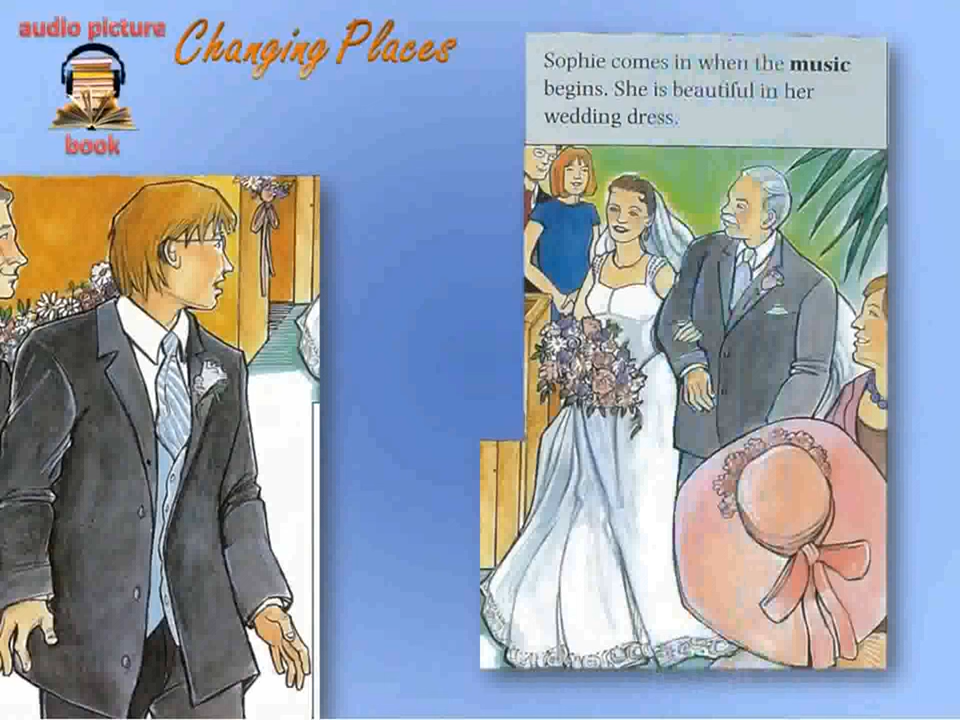 audio picture
book
Changing Places
Sophie comes in when the music
begins. She is beautiful in her
wedding dress.